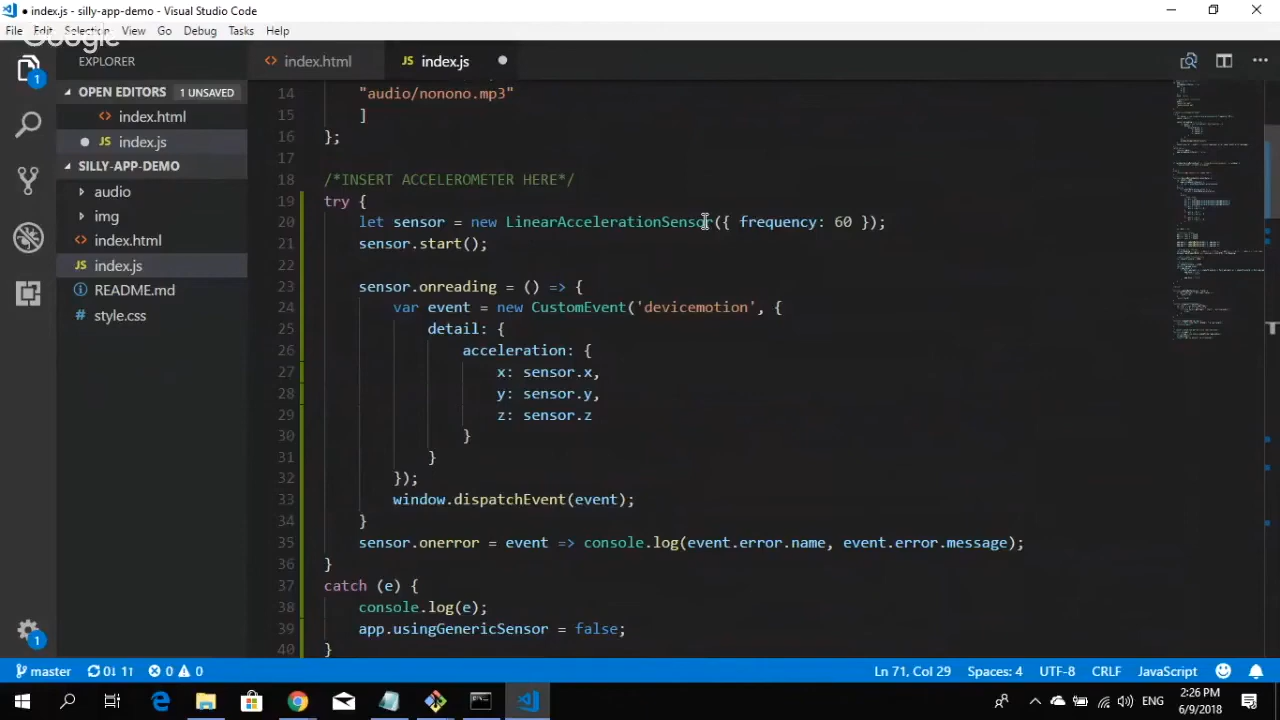 index.js - silly-app-demo - Visual Studio Code
File Edit Selection View Go Debug Tasks Help
Google
EXPLORER
index.html
index.js
OPEN EDITORS 1 UNSAVED
index.html
index.js
SILLY-APP-DEMO
audio
img
index.html
index.js
README.md
style.css
1
1
14 "audio/nonono.mp3"
15 ]
16 };
17
18 /*INSERT ACCELEROMETER HERE*/
19 try {
20 let sensor = new LinearAccelerationSensor({ frequency: 60 });
21 sensor.start();
22
23 sensor.onreading = () => {
24 var event = new CustomEvent('devicemotion', {
25 detail:
26 acceleration: {
27 x: sensor.x,
28 y: sensor.y,
29 z: sensor.z
30 }
31 }
32 });
33 window.dispatchEvent(event);
34 }
35 sensor.onerror = event => console.log(event.error.name, event.error.message);
36 }
37 catch (e) {
38 console.log(e);
39 app.usingGenericSensor = false;
40 }
master 0↓ 1↑ 0 0 Ln 71, Col 29 Spaces: 4 UTF-8 CRLF JavaScript
ENG
2:26 PM
6/9/2018